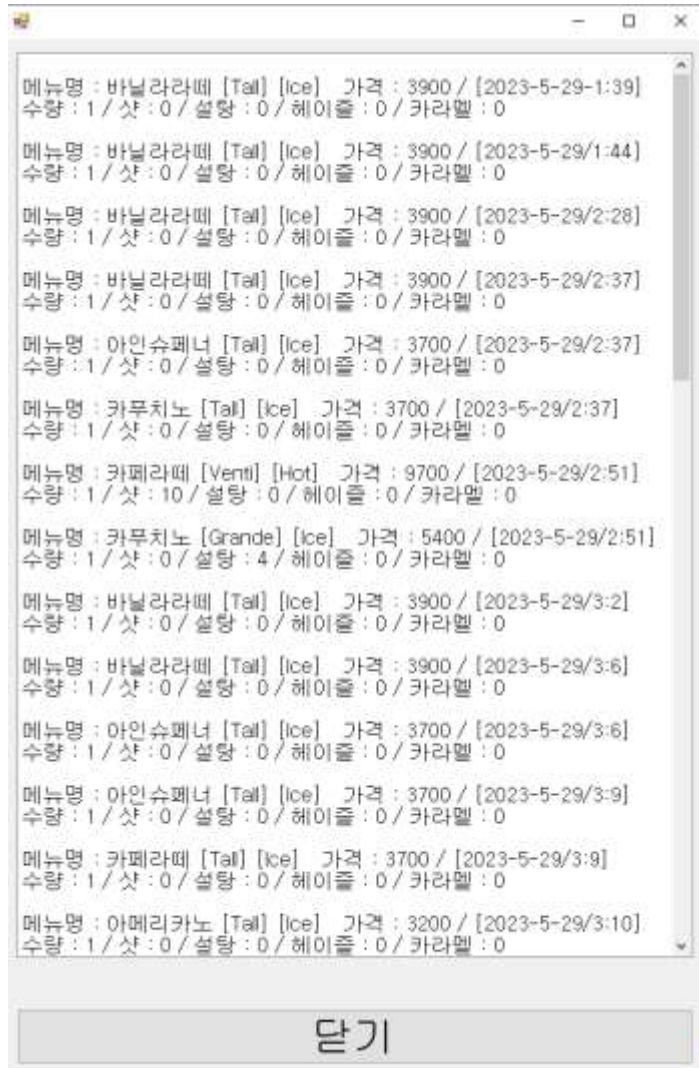 메뉴명 : 바닐라라떼 [Tall] [Ice] 가격 : 3900 / [2023-5-29-1:39]
수량 : 1 / 샷 : 0 / 설탕 : 0 / 헤이즐 : 0 / 카라멜 : 0
메뉴명 : 바닐라라떼 [Tall] [Ice] 가격 : 3900 / [2023-5-29/1:44]
수량 : 1 / 샷 : 0 / 설탕 : 0 / 헤이즐 : 0 / 카라멜 : 0
메뉴명 : 바닐라라떼 [Tall] [Ice] 가격 : 3900 / [2023-5-29/2:28]
수량 : 1 / 샷 : 0 / 설탕 : 0 / 헤이즐 : 0 / 카라멜 : 0
메뉴명 : 바닐라라떼 [Tall] [Ice] 가격 : 3900 / [2023-5-29/2:37]
수량 : 1 / 샷 : 0 / 설탕 : 0 / 헤이즐 : 0 / 카라멜 : 0
메뉴명 : 아인슈페너 [Tall] [Ice] 가격 : 3700 / [2023-5-29/2:37]
수량 : 1 / 샷 : 0 / 설탕 : 0 / 헤이즐 : 0 / 카라멜 : 0
메뉴명 : 카푸치노 [Tall] [Ice] 가격 : 3700 / [2023-5-29/2:37]
수량 : 1 / 샷 : 0 / 설탕 : 0 / 헤이즐 : 0 / 카라멜 : 0
메뉴명 : 카페라떼 [Venti] [Hot] 가격 : 9700 / [2023-5-29/2:51]
수량 : 1 / 샷 : 10 / 설탕 : 0 / 헤이즐 : 0 / 카라멜 : 0
메뉴명 : 카푸치노 [Grande] [Ice] 가격 : 5400 / [2023-5-29/2:51]
수량 : 1 / 샷 : 0 / 설탕 : 4 / 헤이즐 : 0 / 카라멜 : 0
메뉴명 : 바닐라라떼 [Tall] [Ice] 가격 : 3900 / [2023-5-29/3:2]
수량 : 1 / 샷 : 0 / 설탕 : 0 / 헤이즐 : 0 / 카라멜 : 0
메뉴명 : 바닐라라떼 [Tall] [Ice] 가격 : 3900 / [2023-5-29/3:6]
수량 : 1 / 샷 : 0 / 설탕 : 0 / 헤이즐 : 0 / 카라멜 : 0
메뉴명 : 아인슈페너 [Tall] [Ice] 가격 : 3700 / [2023-5-29/3:6]
수량 : 1 / 샷 : 0 / 설탕 : 0 / 헤이즐 : 0 / 카라멜 : 0
메뉴명 : 아인슈페너 [Tall] [Ice] 가격 : 3700 / [2023-5-29/3:9]
수량 : 1 / 샷 : 0 / 설탕 : 0 / 헤이즐 : 0 / 카라멜 : 0
메뉴명 : 카페라떼 [Tall] [Ice] 가격 : 3700 / [2023-5-29/3:9]
수량 : 1 / 샷 : 0 / 설탕 : 0 / 헤이즐 : 0 / 카라멜 : 0
메뉴명 : 아메리카노 [Tall] [Ice] 가격 : 3200 / [2023-5-29/3:10]
수량 : 1 / 샷 : 0 / 설탕 : 0 / 헤이즐 : 0 / 카라멜 : 0
닫기